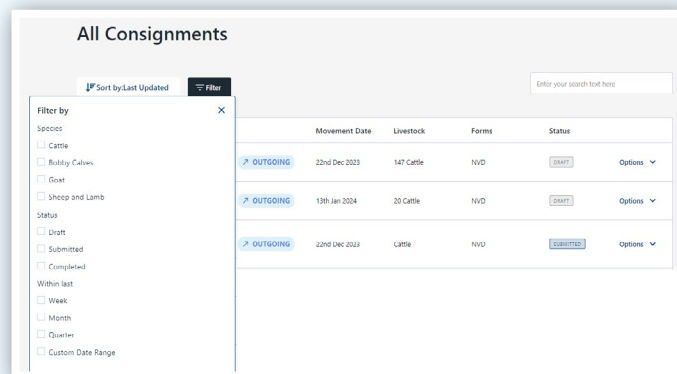 All Consignments
Sort by:Last Updated
Filter
Enter your search text here
Filter by
Species
Cattle
Bobby Calves
Goat
Sheep and Lamb
Status
Draft
Submitted
Completed
Within last
Week
Month
Quarter
Custom Date Range
Movement Date Livestock Forms Status
OUTGOING 22nd Dec 2023 147 Cattle NVD DRAFT Options
OUTGOING 13th Jan 2024 20 Cattle NVD DRAFT Options
OUTGOING 22nd Dec 2023 Cattle NVD SUBMITTED Options